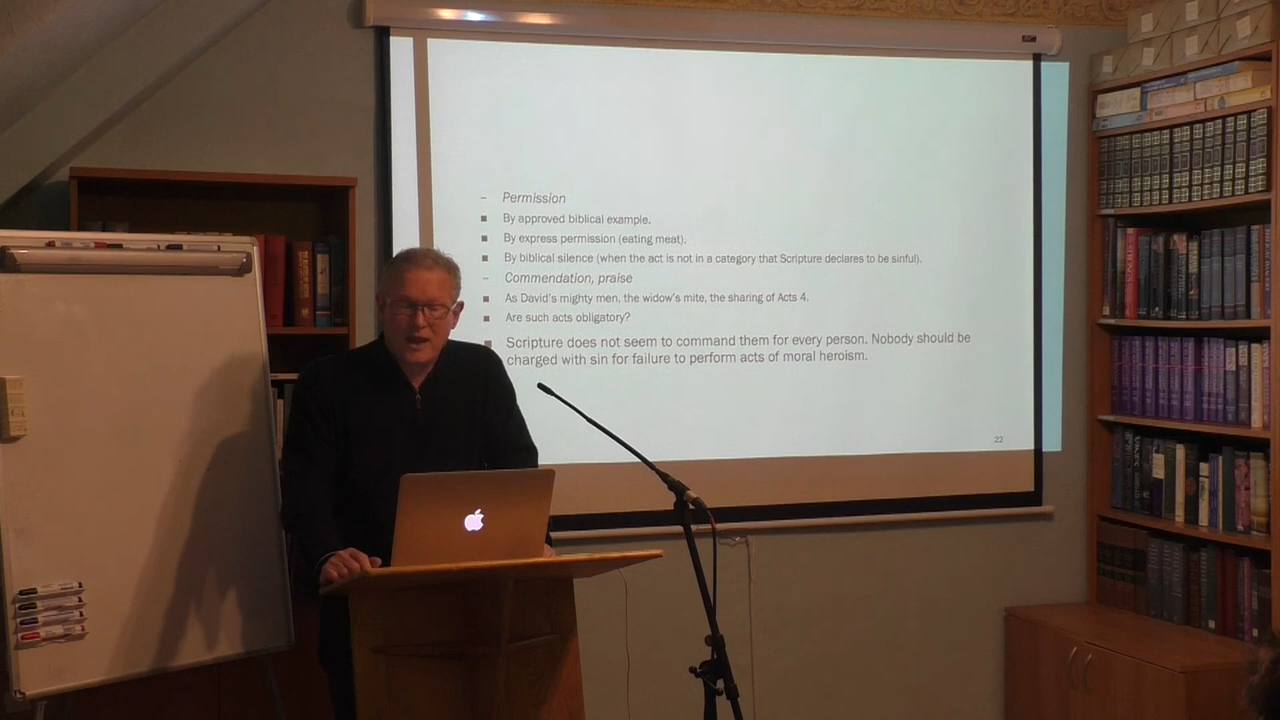 – Permission
■ By approved biblical example.
■ By express permission (eating meat).
■ By biblical silence (when the act is not in a category that Scripture declares to be sinful).
– Commendation, praise
■ As David's mighty men, the widow's mite, the sharing of Acts 4.
■ Are such acts obligatory?
■ Scripture does not seem to command them for every person. Nobody should be
charged with sin for failure to perform acts of moral heroism.
22